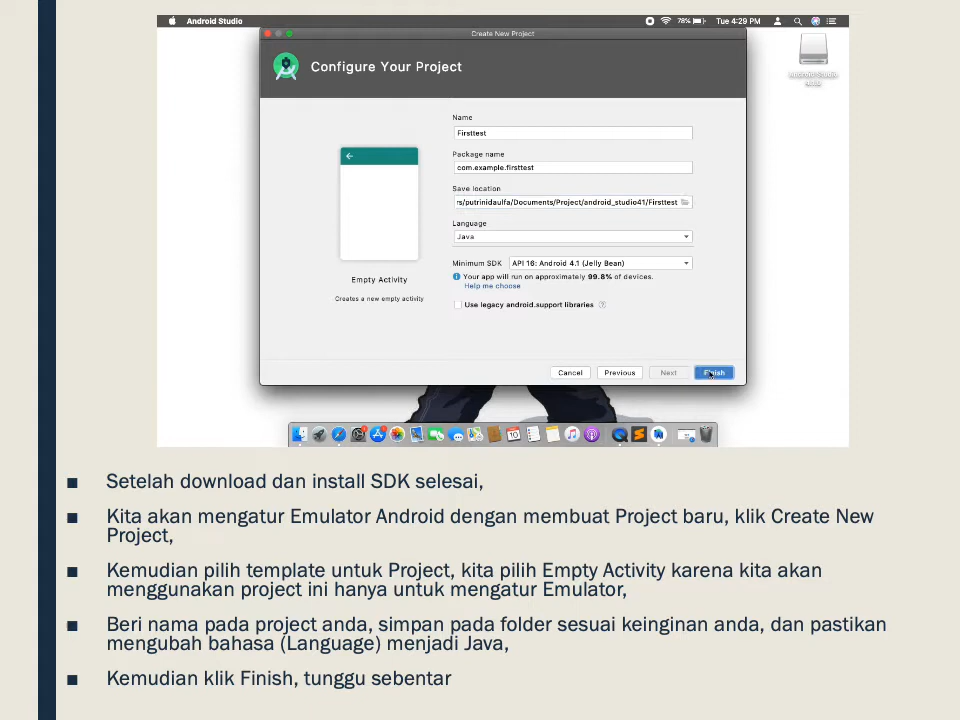 Android Studio
78%
Tue 4:29 PM
Create New Project
Configure Your Project
Android Studio
Name
Firsttest
Package name
com.example.firsttest
Save location
rs/putrinidaulfa/Documents/Project/android_studio41/Firsttest
Language
Java
Minimum SDK
API 16: Android 4.1 (Jelly Bean)
Your app will run on approximately 99.8% of devices.
Help me choose
Use legacy android.support libraries
Empty Activity
Creates a new empty activity
Cancel
Previous
Next
Finish
Setelah download dan install SDK selesai,
Kita akan mengatur Emulator Android dengan membuat Project baru, klik Create New
Project,
Kemudian pilih template untuk Project, kita pilih Empty Activity karena kita akan
menggunakan project ini hanya untuk mengatur Emulator,
Beri nama pada project anda, simpan pada folder sesuai keinginan anda, dan pastikan
mengubah bahasa (Language) menjadi Java,
Kemudian klik Finish, tunggu sebentar